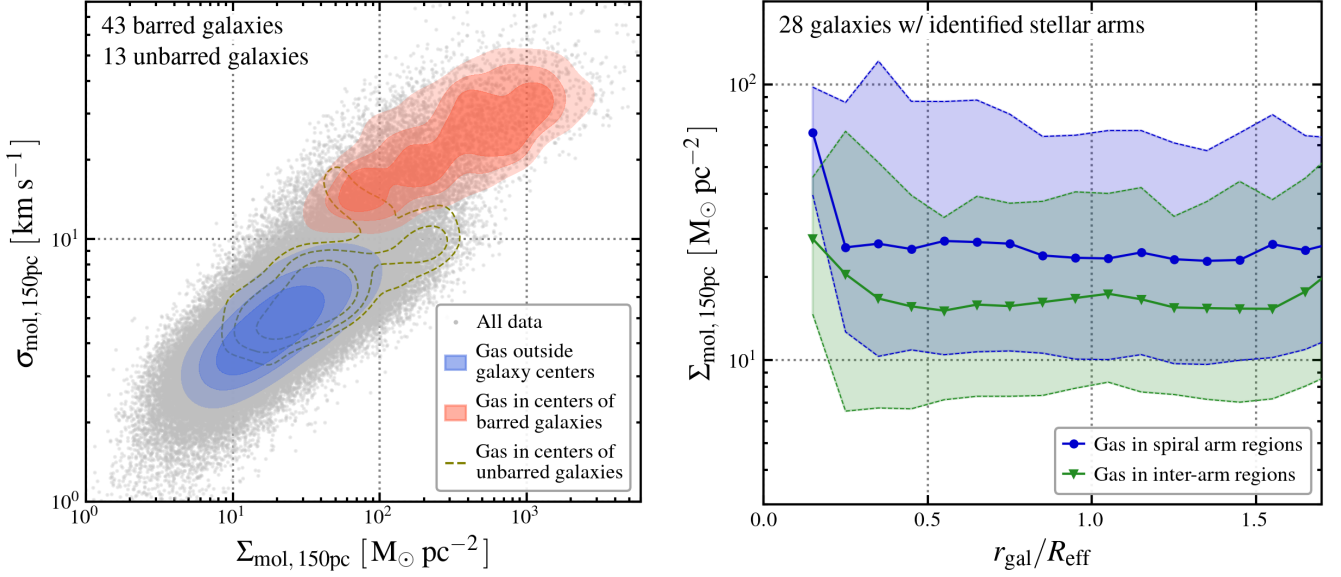 43 barred galaxies
13 unbarred galaxies
σmol, 150pc [km s−1]
10^1
10^0
All data
Gas outside
galaxy centers
Gas in centers of
barred galaxies
Gas in centers of
unbarred galaxies
10^0 10^1 10^2 10^3
Σmol, 150pc [M⊙ pc−2]
28 galaxies w/ identified stellar arms
Σmol, 150pc [M⊙ pc−2]
10^2
10^1
Gas in spiral arm regions
Gas in inter-arm regions
0.0 0.5 1.0 1.5
rgal/Reff